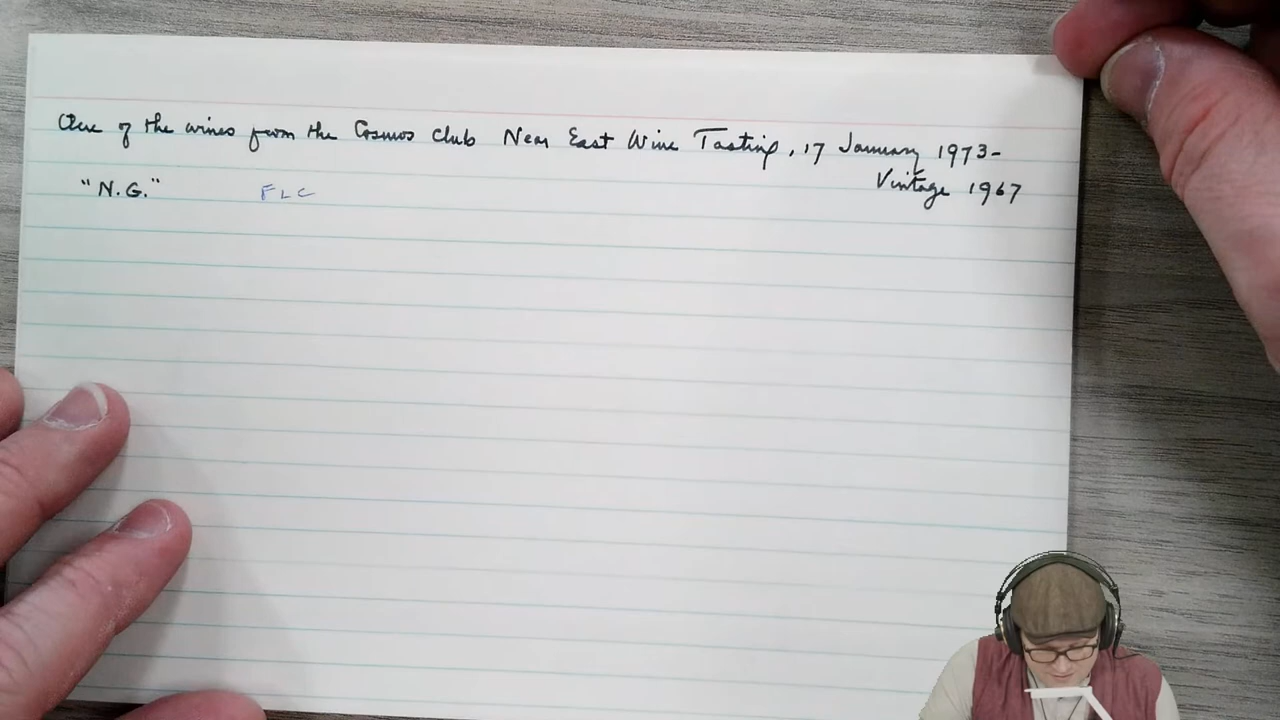 One of the wines from the Cosmos Club Near East Wine Tasting, 17 January 1973-
Vintage 1967
"N.G." FLC